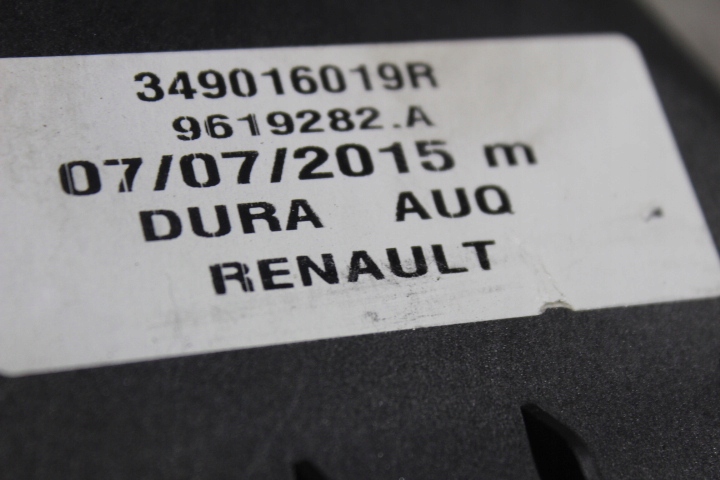 349016019R
9619282.A
07/07/2015 m
DURA AUQ
RENAULT